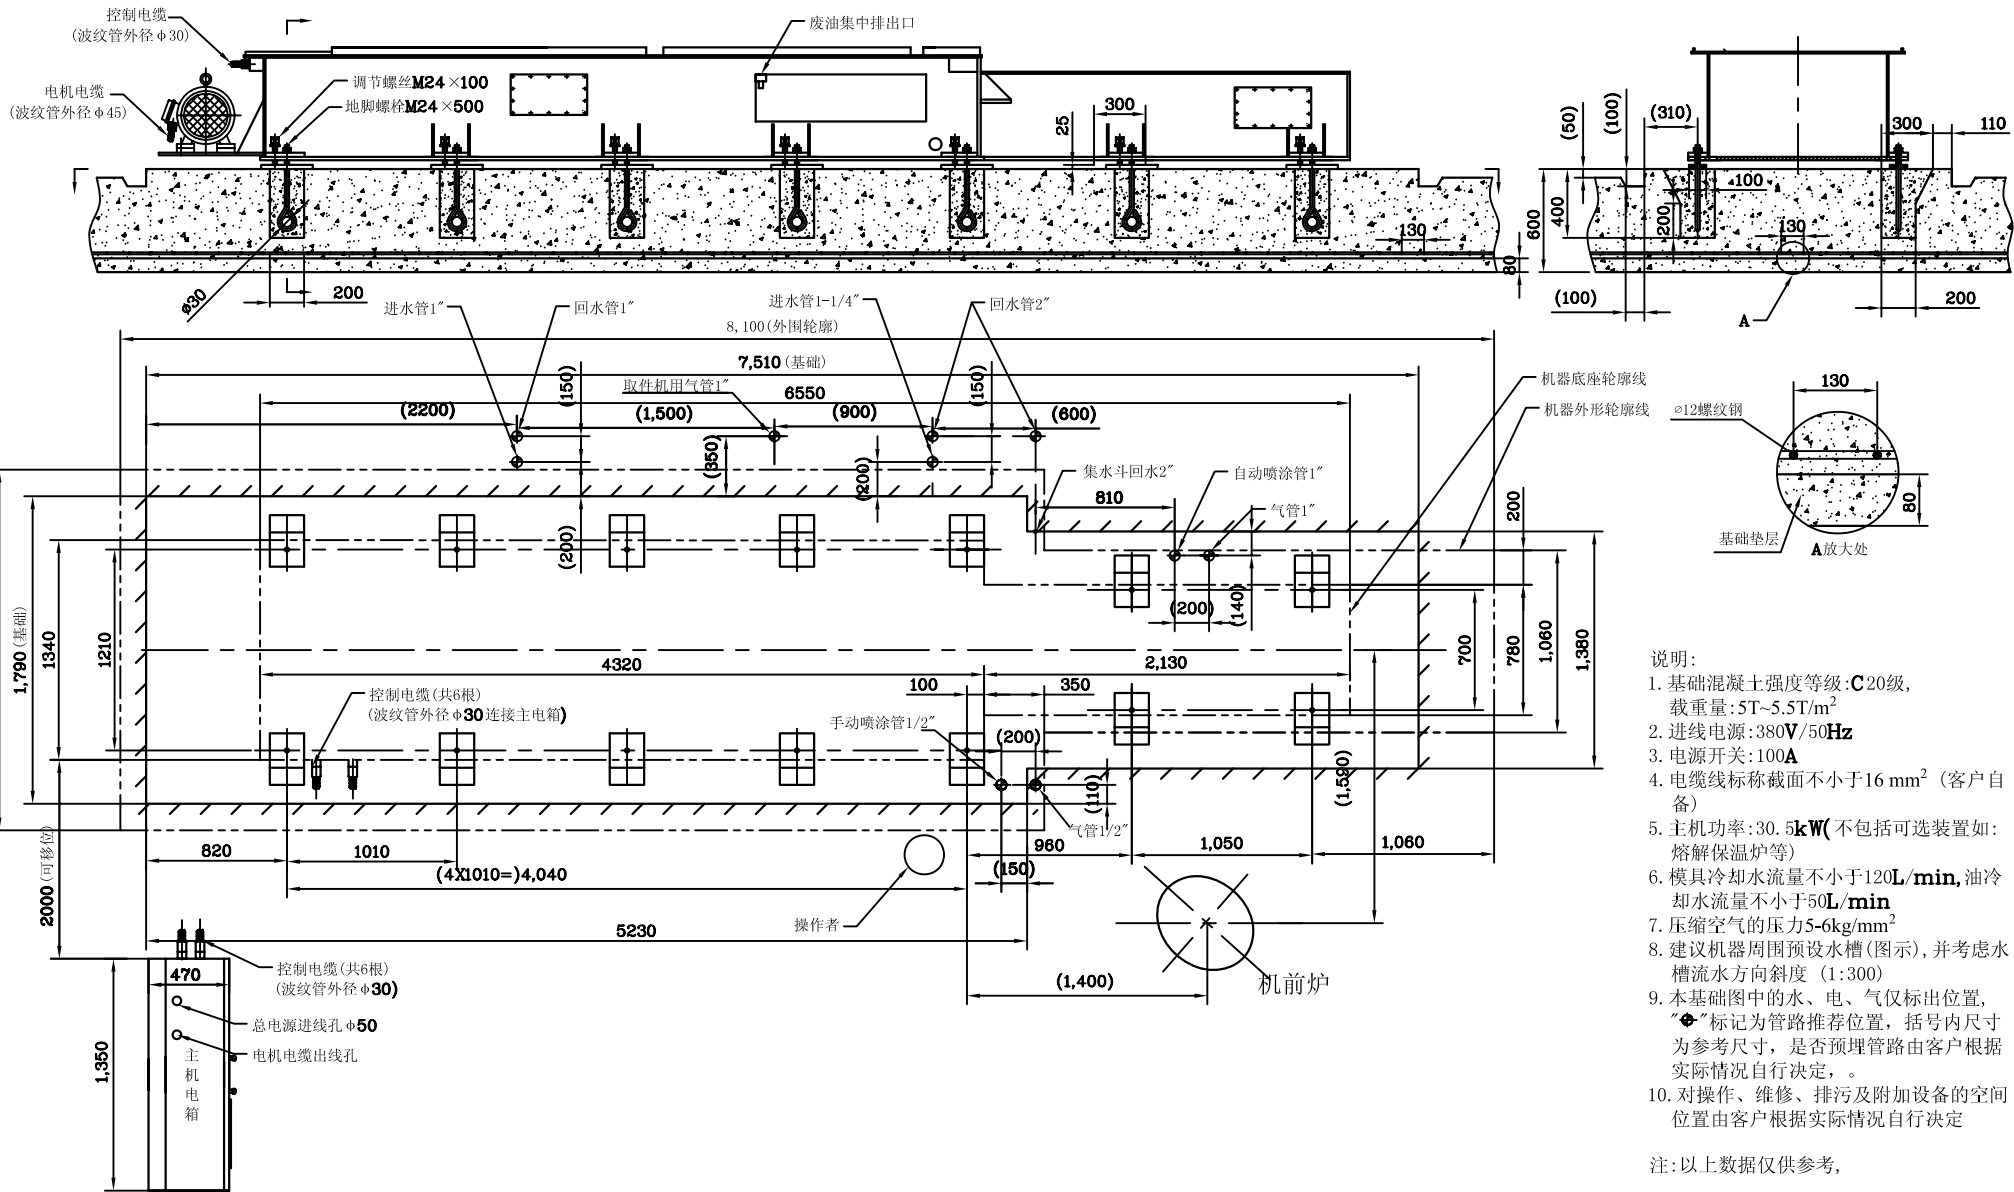 控制电缆
(波纹管外径φ30)
电机电缆
(波纹管外径φ45)
调节螺丝M24×100
地脚螺栓M24×500
废油集中排出口
300
25
ø30
200
130
80
(50)
(100)
(310)
300
110
100
200
130
600
400
(100)
200
A
进水管1″
回水管1″
进水管1-1/4″
回水管2″
8,100(外围轮廓)
7,510(基础)
6550
取件机用气管1″
(2200)
(150)
(1,500)
(900)
(150)
(600)
(350)
(200)
(200)
集水斗回水2″
810
自动喷涂管1″
气管1″
机器底座轮廓线
机器外形轮廓线
200
(200)
(140)
700
780
1,060
1,380
1,790(基础)
1340
1210
4320
2,130
100
350
控制电缆(共6根)
(波纹管外径φ30连接主电箱)
手动喷涂管1/2″
(200)
(110)
气管1/2″
(1,590)
820
1010
960
1,050
1,060
(150)
(4X1010=)4,040
2000(可移位)
操作者
5230
(1,400)
机前炉
470
控制电缆(共6根)
(波纹管外径φ30)
总电源进线孔φ50
电机电缆出线孔
主
机
电
箱
1,350
130
ø12螺纹钢
80
基础垫层
A放大处
说明:
1. 基础混凝土强度等级:C20级,
载重量:5T~5.5T/m²
2. 进线电源:380V/50Hz
3. 电源开关:100A
4. 电缆线标称截面不小于16 mm² (客户自
备)
5. 主机功率:30.5kW(不包括可选装置如:
熔解保温炉等)
6. 模具冷却水流量不小于120L/min,油冷
却水流量不小于50L/min
7. 压缩空气的压力5-6kg/mm²
8. 建议机器周围预设水槽(图示),并考虑水
槽流水方向斜度 (1:300)
9. 本基础图中的水、电、气仅标出位置,
"⊕"标记为管路推荐位置，括号内尺寸
为参考尺寸，是否预埋管路由客户根据
实际情况自行决定，。
10. 对操作、维修、排污及附加设备的空间
位置由客户根据实际情况自行决定
注:以上数据仅供参考,